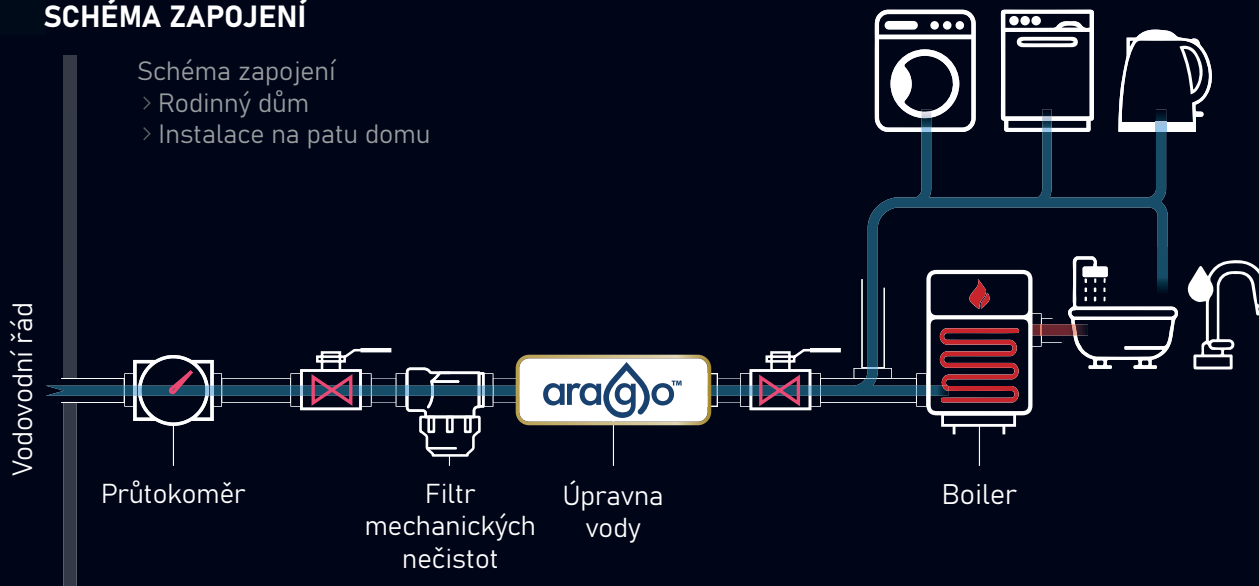 SCHÉMA ZAPOJENÍ
Schéma zapojení
> Rodinný dům
> Instalace na patu domu
Vodovodní řád
arago™
Průtokoměr
Filtr
mechanických
nečistot
Úpravna
vody
Boiler